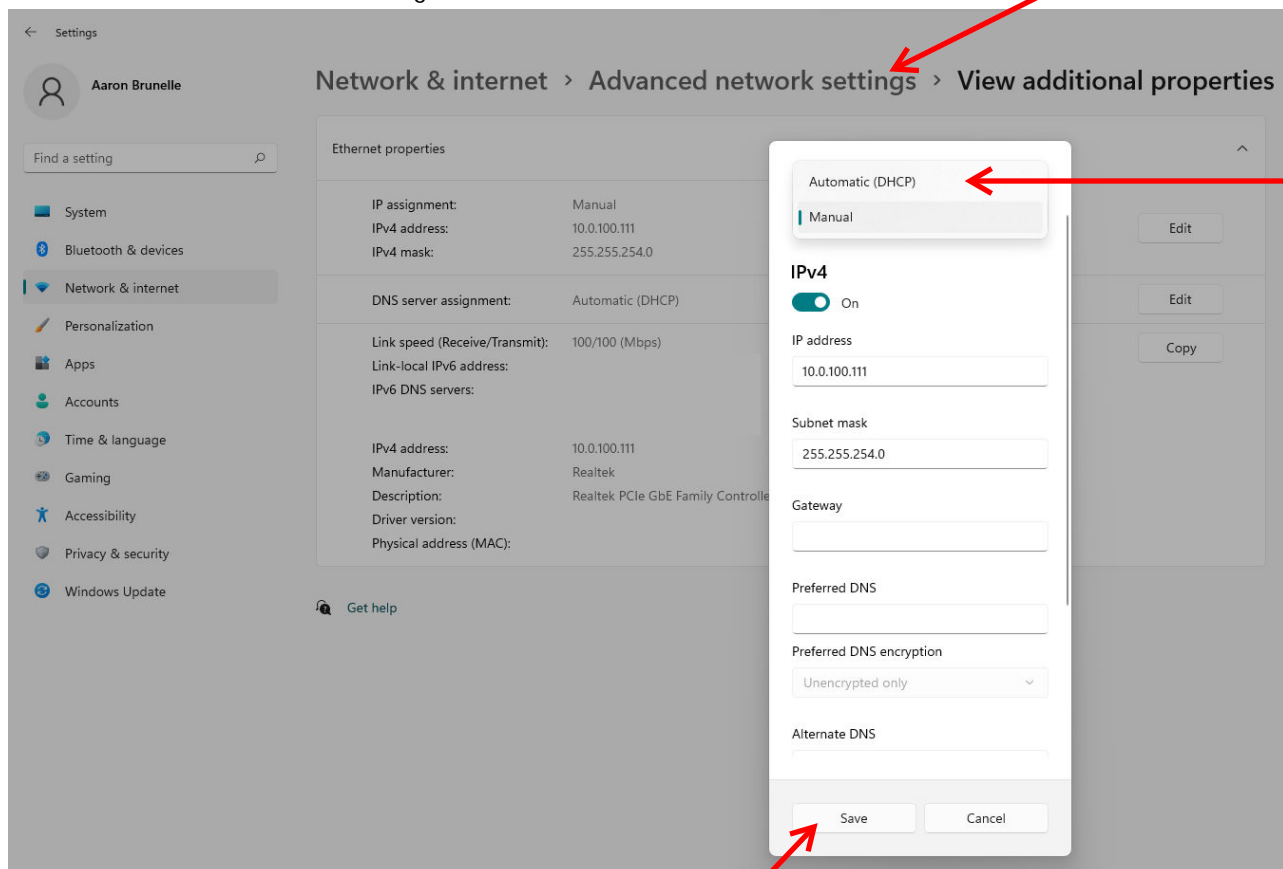 Settings
Aaron Brunelle
Network & internet > Advanced network settings > View additional properties
Find a setting
System
Bluetooth & devices
Network & internet
Personalization
Apps
Accounts
Time & language
Gaming
Accessibility
Privacy & security
Windows Update
Ethernet properties
IP assignment: Manual
IPv4 address: 10.0.100.111
IPv4 mask: 255.255.254.0
Edit
DNS server assignment: Automatic (DHCP)
Edit
Link speed (Receive/Transmit): 100/100 (Mbps)
Copy
Link-local IPv6 address:
IPv6 DNS servers:
IPv4 address: 10.0.100.111
Manufacturer: Realtek
Description: Realtek PCIe GbE Family Controlle
Driver version:
Physical address (MAC):
Get help
Automatic (DHCP)
Manual
IPv4
On
IP address
10.0.100.111
Subnet mask
255.255.254.0
Gateway
Preferred DNS
Preferred DNS encryption
Unencrypted only
Alternate DNS
Save Cancel